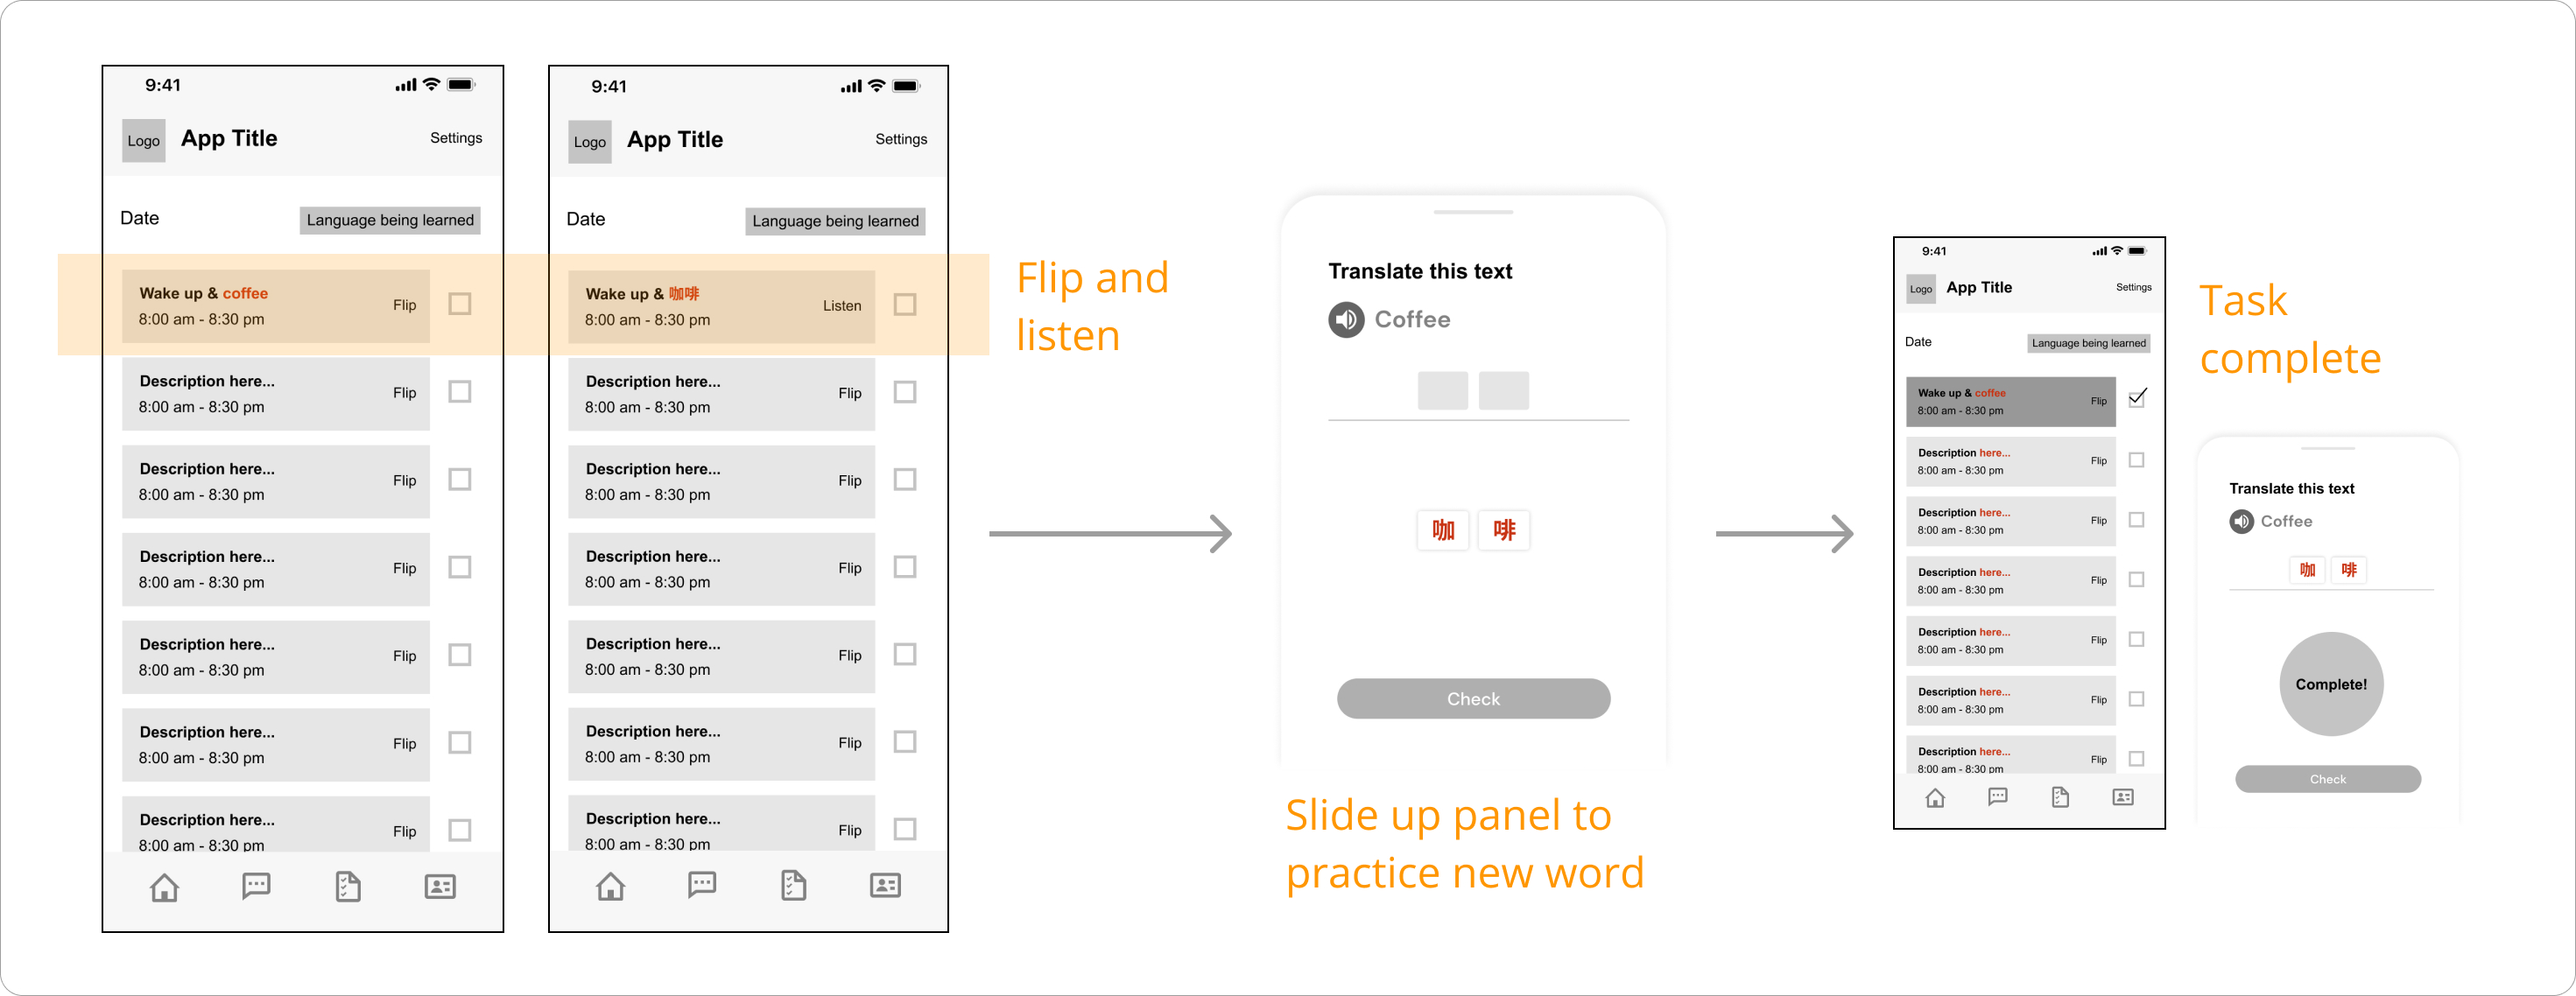 9:41
Logo
App Title
Settings
Date
Language being learned
Wake up & coffee
8:00 am - 8:30 pm
Flip
Description here...
8:00 am - 8:30 pm
Flip
Description here...
8:00 am - 8:30 pm
Flip
Description here...
8:00 am - 8:30 pm
Flip
Description here...
8:00 am - 8:30 pm
Flip
Description here...
8:00 am - 8:30 pm
Flip
Description here...
8:00 am - 8:30 pm
Flip
9:41
Logo
App Title
Settings
Date
Language being learned
Wake up & 咖啡
8:00 am - 8:30 pm
Listen
Description here...
8:00 am - 8:30 pm
Flip
Description here...
8:00 am - 8:30 pm
Flip
Description here...
8:00 am - 8:30 pm
Flip
Description here...
8:00 am - 8:30 pm
Flip
Description here...
8:00 am - 8:30 pm
Flip
Description here...
8:00 am - 8:30 pm
Flip
Flip and
listen
Translate this text
Coffee
咖 啡
Check
Slide up panel to
practice new word
9:41
Logo
App Title
Settings
Date
Language being learned
Wake up & coffee
8:00 am - 8:30 pm
Flip
Description here...
8:00 am - 8:30 pm
Flip
Description here...
8:00 am - 8:30 pm
Flip
Description here...
8:00 am - 8:30 pm
Flip
Description here...
8:00 am - 8:30 pm
Flip
Description here...
8:00 am - 8:30 pm
Flip
Description here...
8:00 am - 8:30 pm
Flip
Task
complete
Translate this text
Coffee
咖 啡
Complete!
Check